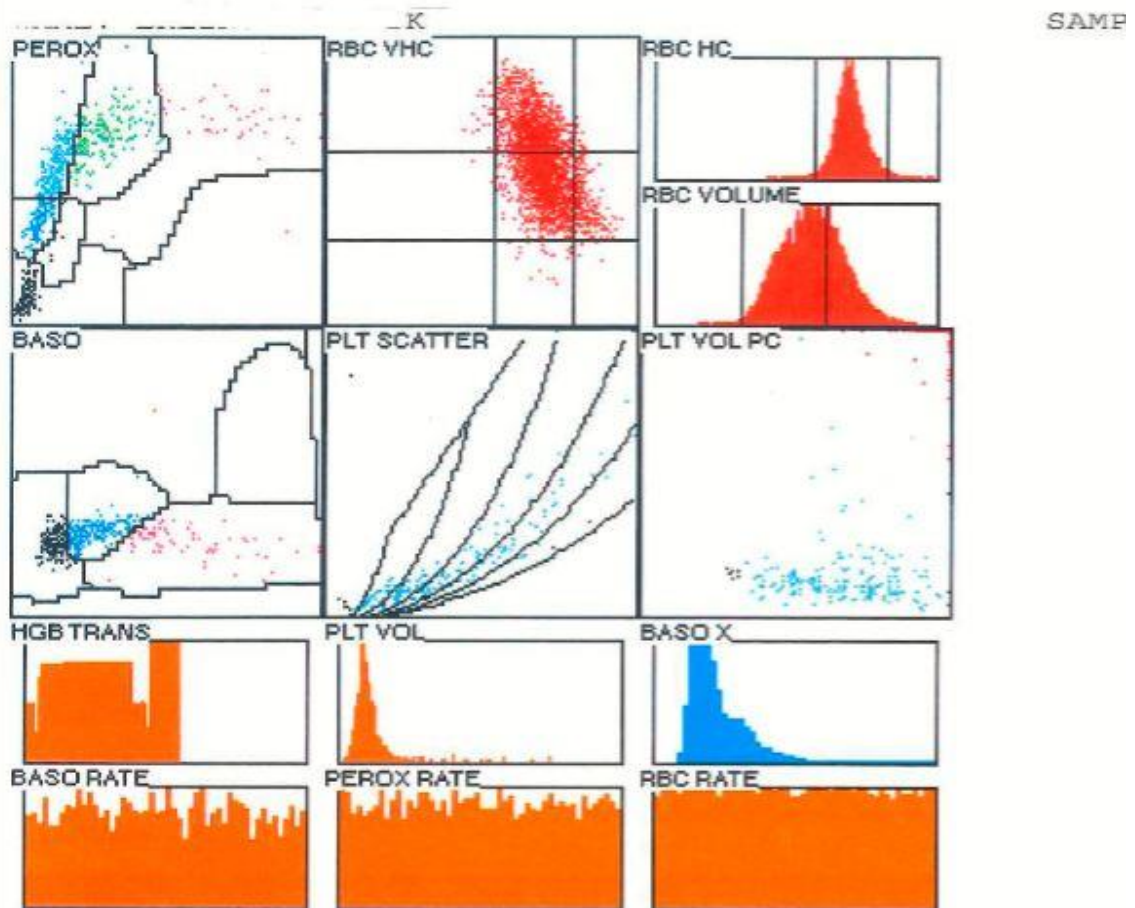 K
SAMP
PEROX
RBC VHC
RBC HC
RBC VOLUME
BASO
PLT SCATTER
PLT VOL PC
HGB TRANS
PLT VOL
BASO X
BASO RATE
PEROX RATE
RBC RATE